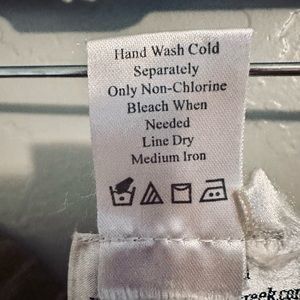 Hand Wash Cold
Separately
Only Non-Chlorine
Bleach When
Needed
Line Dry
Medium Iron